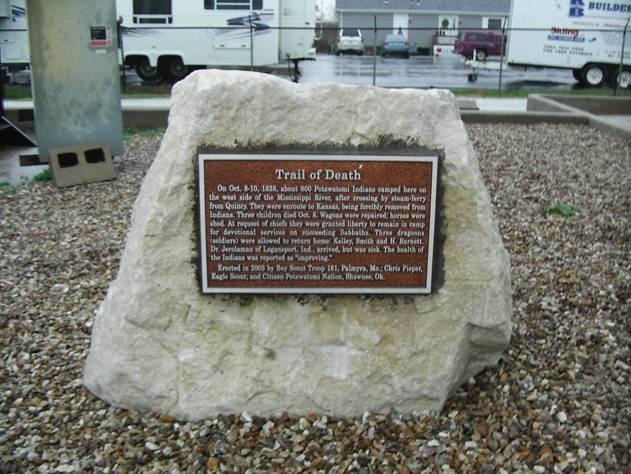 BUILDER
Siding
Trail of Death
On Oct. 8-10, 1838, about 800 Potawatomi Indians camped here on
the west side of the Mississippi River, after crossing by steam-ferry
from Quincy. They were enroute to Kansas, being forcibly removed from
Indiana. Three children died Oct. 8. Wagons were repaired; horses were
shod. At request of chiefs they were granted liberty to remain in camp
for devotional services on succeeding Sabbaths. Three dragoons
(soldiers) were allowed to return home: Kelley, Smith and H. Barnett.
Dr. Jerolaman of Logansport, Ind., arrived, but was sick. The health of
the Indians was reported as "improving."
Erected in 2005 by Boy Scout Troop 161, Palmyra, Mo.; Chris Pieper,
Eagle Scout; and Citizen Potawatomi Nation, Shawnee, Ok.